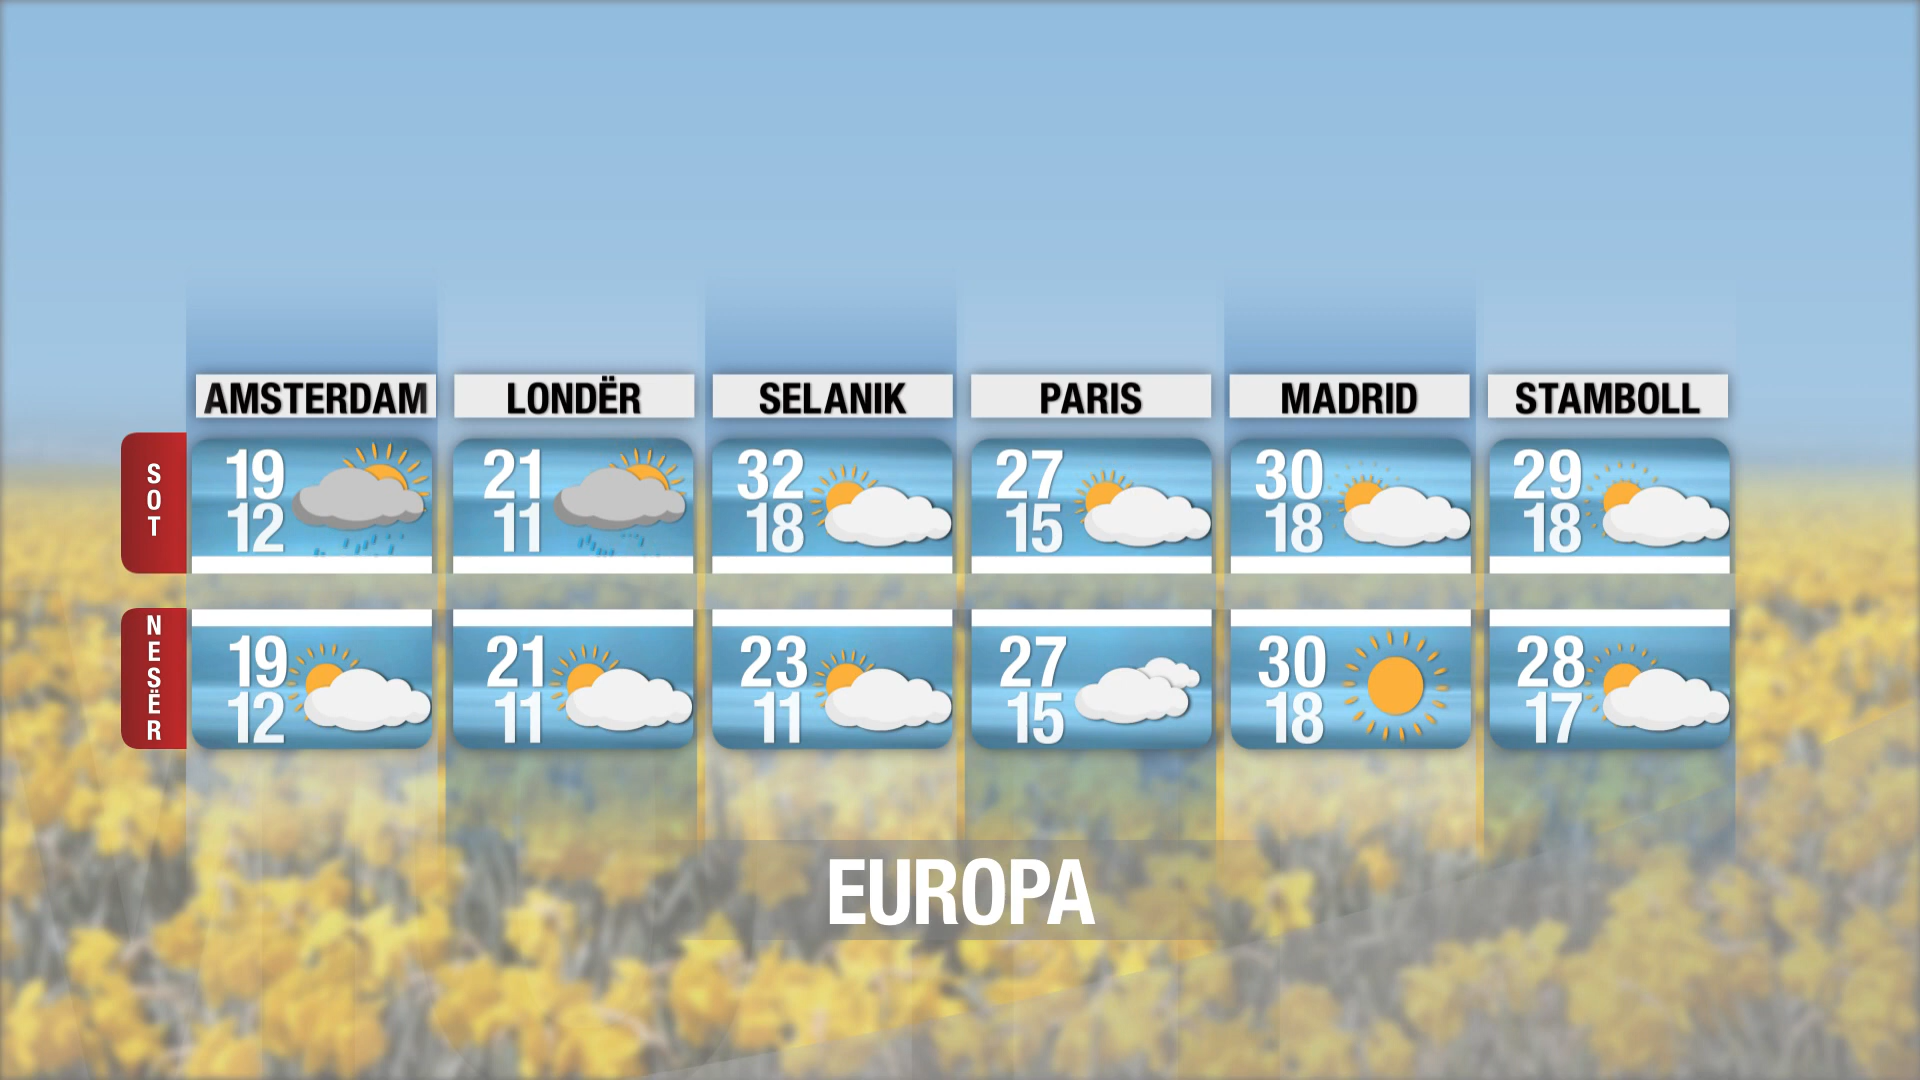 AMSTERDAM LONDËR SELANIK PARIS MADRID STAMBOLL
SOT
19 21 32 27 30 29
12 11 18 15 18 18
NESËR
19 21 23 27 30 28
12 11 11 15 18 17
EUROPA